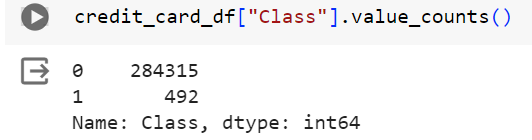 credit_card_df["Class"].value_counts()
0    284315
1       492
Name: Class, dtype: int64